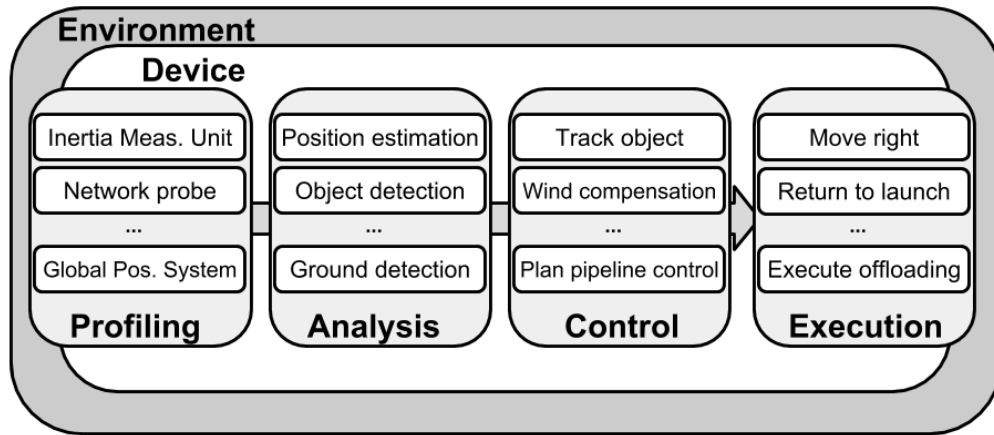 Environment
Device
Inertia Meas. Unit
Network probe
...
Global Pos. System
Profiling
Position estimation
Object detection
...
Ground detection
Analysis
Track object
Wind compensation
...
Plan pipeline control
Control
Move right
Return to launch
...
Execute offloading
Execution